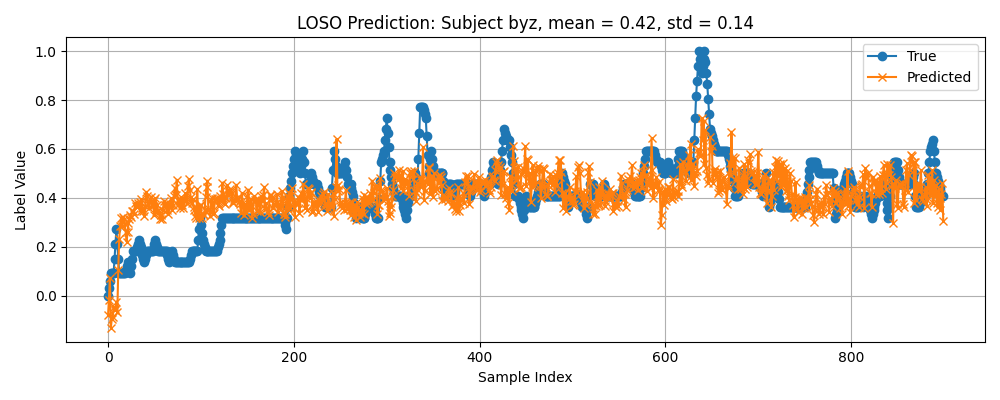 LOSO Prediction: Subject byz, mean = 0.42, std = 0.14
True
Predicted
Label Value
1.0
0.8
0.6
0.4
0.2
0.0
0 200 400 600 800
Sample Index